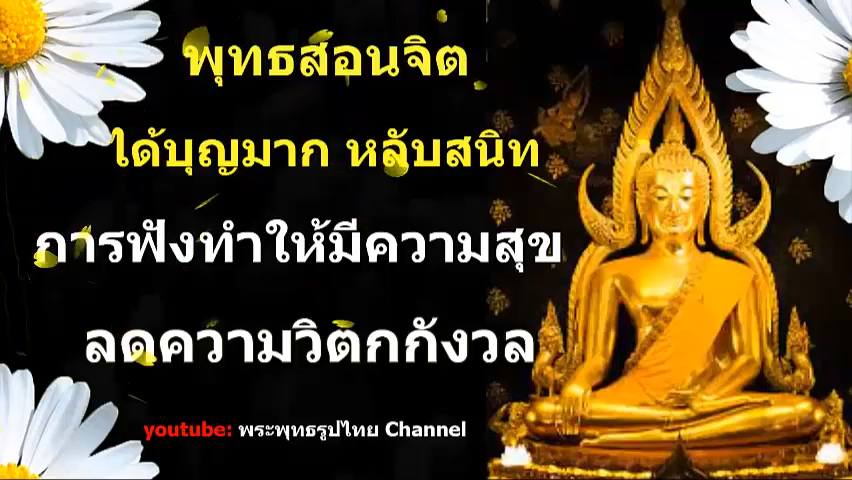 พุทธสอนจิต
ได้บุญมาก หลับสนิท
การฟังทำให้มีความสุข
ลดความวิตกกังวล
youtube: พระพุทธรูปไทย Channel